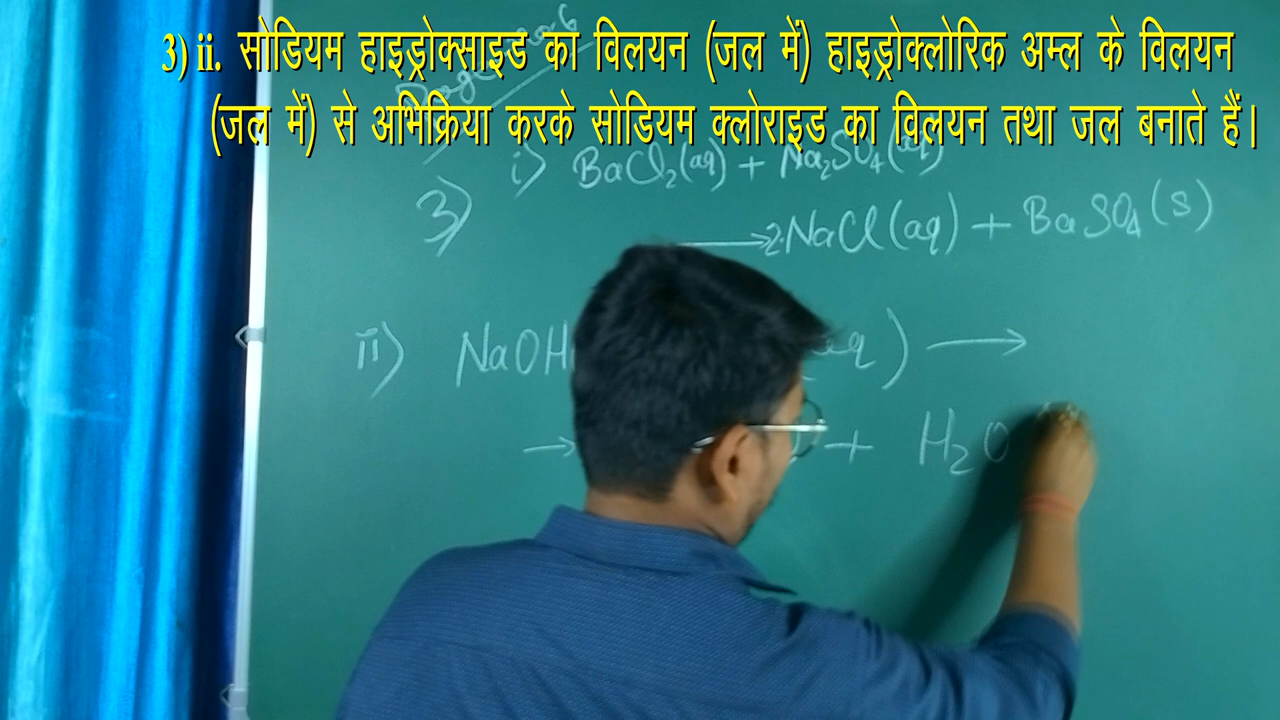 3) ii. सोडियम हाइड्रोक्साइड का विलयन (जल में) हाइड्रोक्लोरिक अम्ल के विलयन
(जल में) से अभिक्रिया करके सोडियम क्लोराइड का विलयन तथा जल बनाते हैं।
3) i) BaCl₂(aq) + Na₂SO₄(aq)
→ 2NaCl(aq) + BaSO₄(s)
ii) NaOH aq) →
→ + H₂O